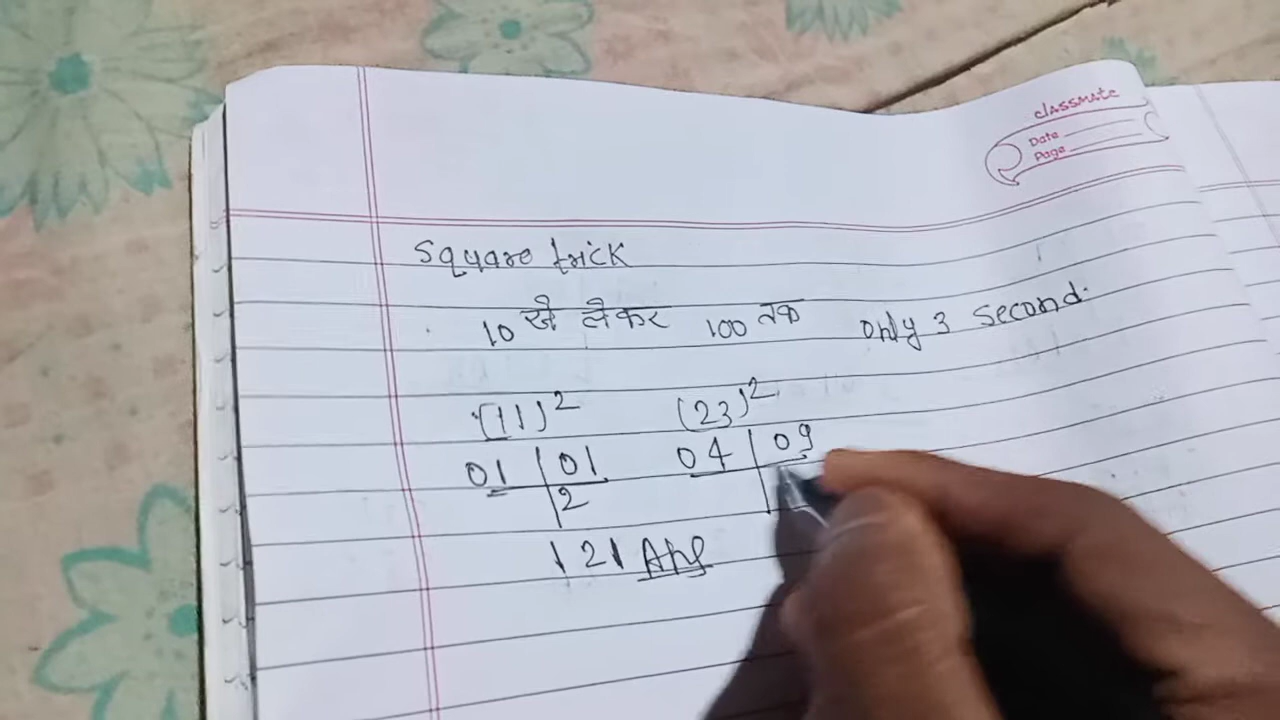 classmate
Date
Page
Square trick
10 से लेकर 100 तक only 3 second.
(11)² (23)²
01 | 01 04 | 09
2
121 Ans